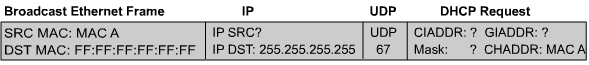 Broadcast Ethernet Frame IP UDP DHCP Request
SRC MAC: MAC A IP SRC? UDP CIADDR: ? GIADDR: ?
DST MAC: FF:FF:FF:FF:FF:FF IP DST: 255.255.255.255 67 Mask: ? CHADDR: MAC A